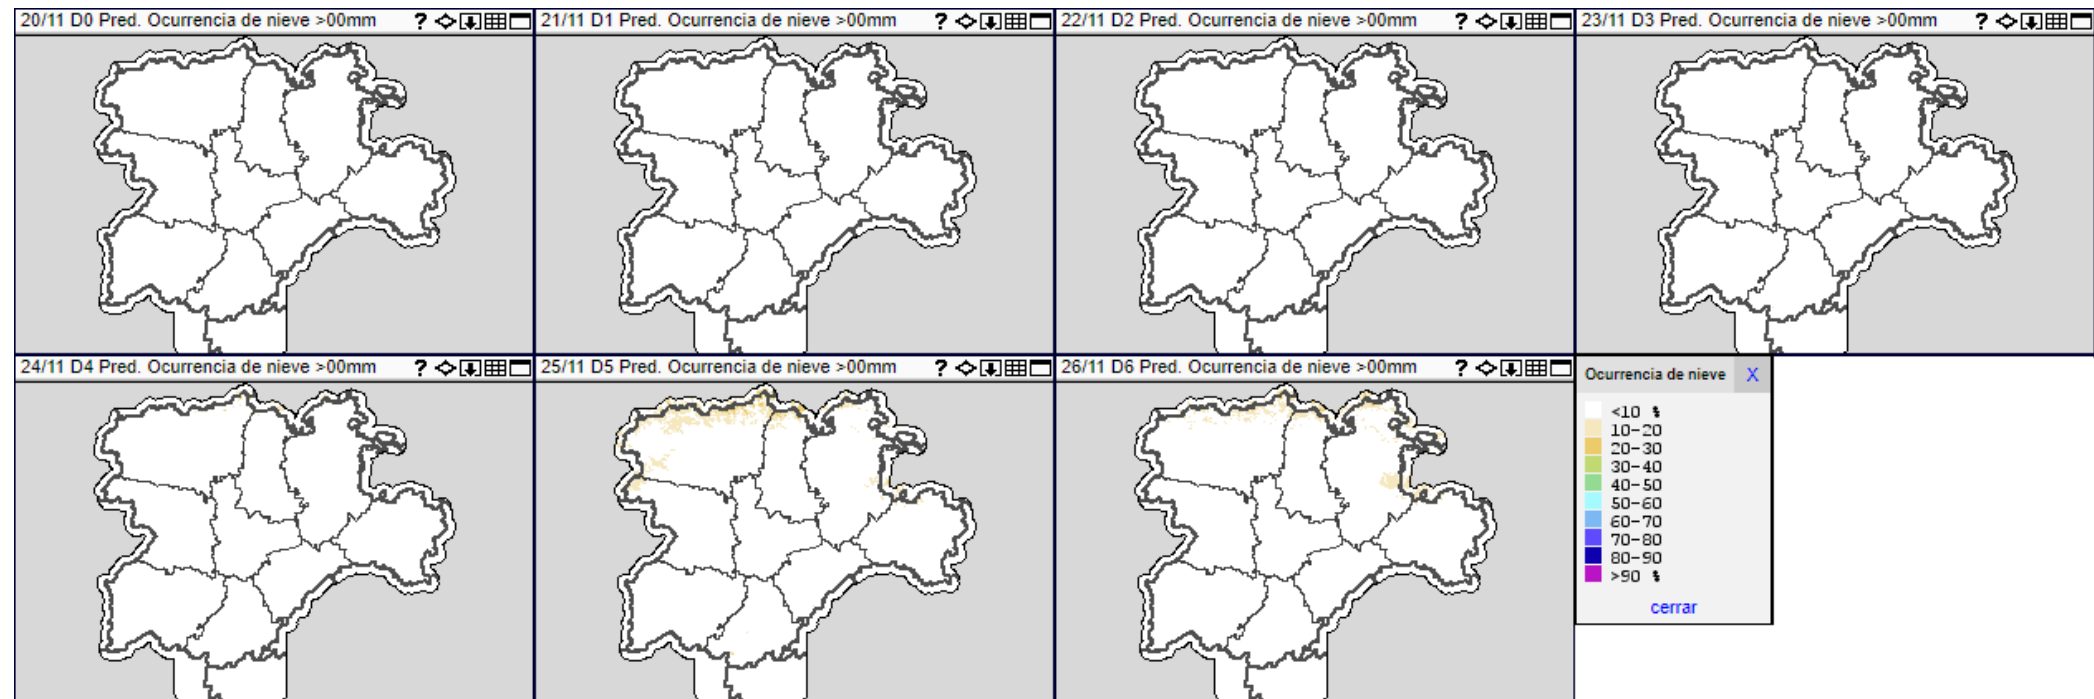 20/11 D0 Pred. Ocurrencia de nieve >00mm ?
21/11 D1 Pred. Ocurrencia de nieve >00mm ?
22/11 D2 Pred. Ocurrencia de nieve >00mm ?
23/11 D3 Pred. Ocurrencia de nieve >00mm ?
24/11 D4 Pred. Ocurrencia de nieve >00mm ?
25/11 D5 Pred. Ocurrencia de nieve >00mm ?
26/11 D6 Pred. Ocurrencia de nieve >00mm ?
Ocurrencia de nieve X
<10 %
10-20
20-30
30-40
40-50
50-60
60-70
70-80
80-90
>90 %
cerrar